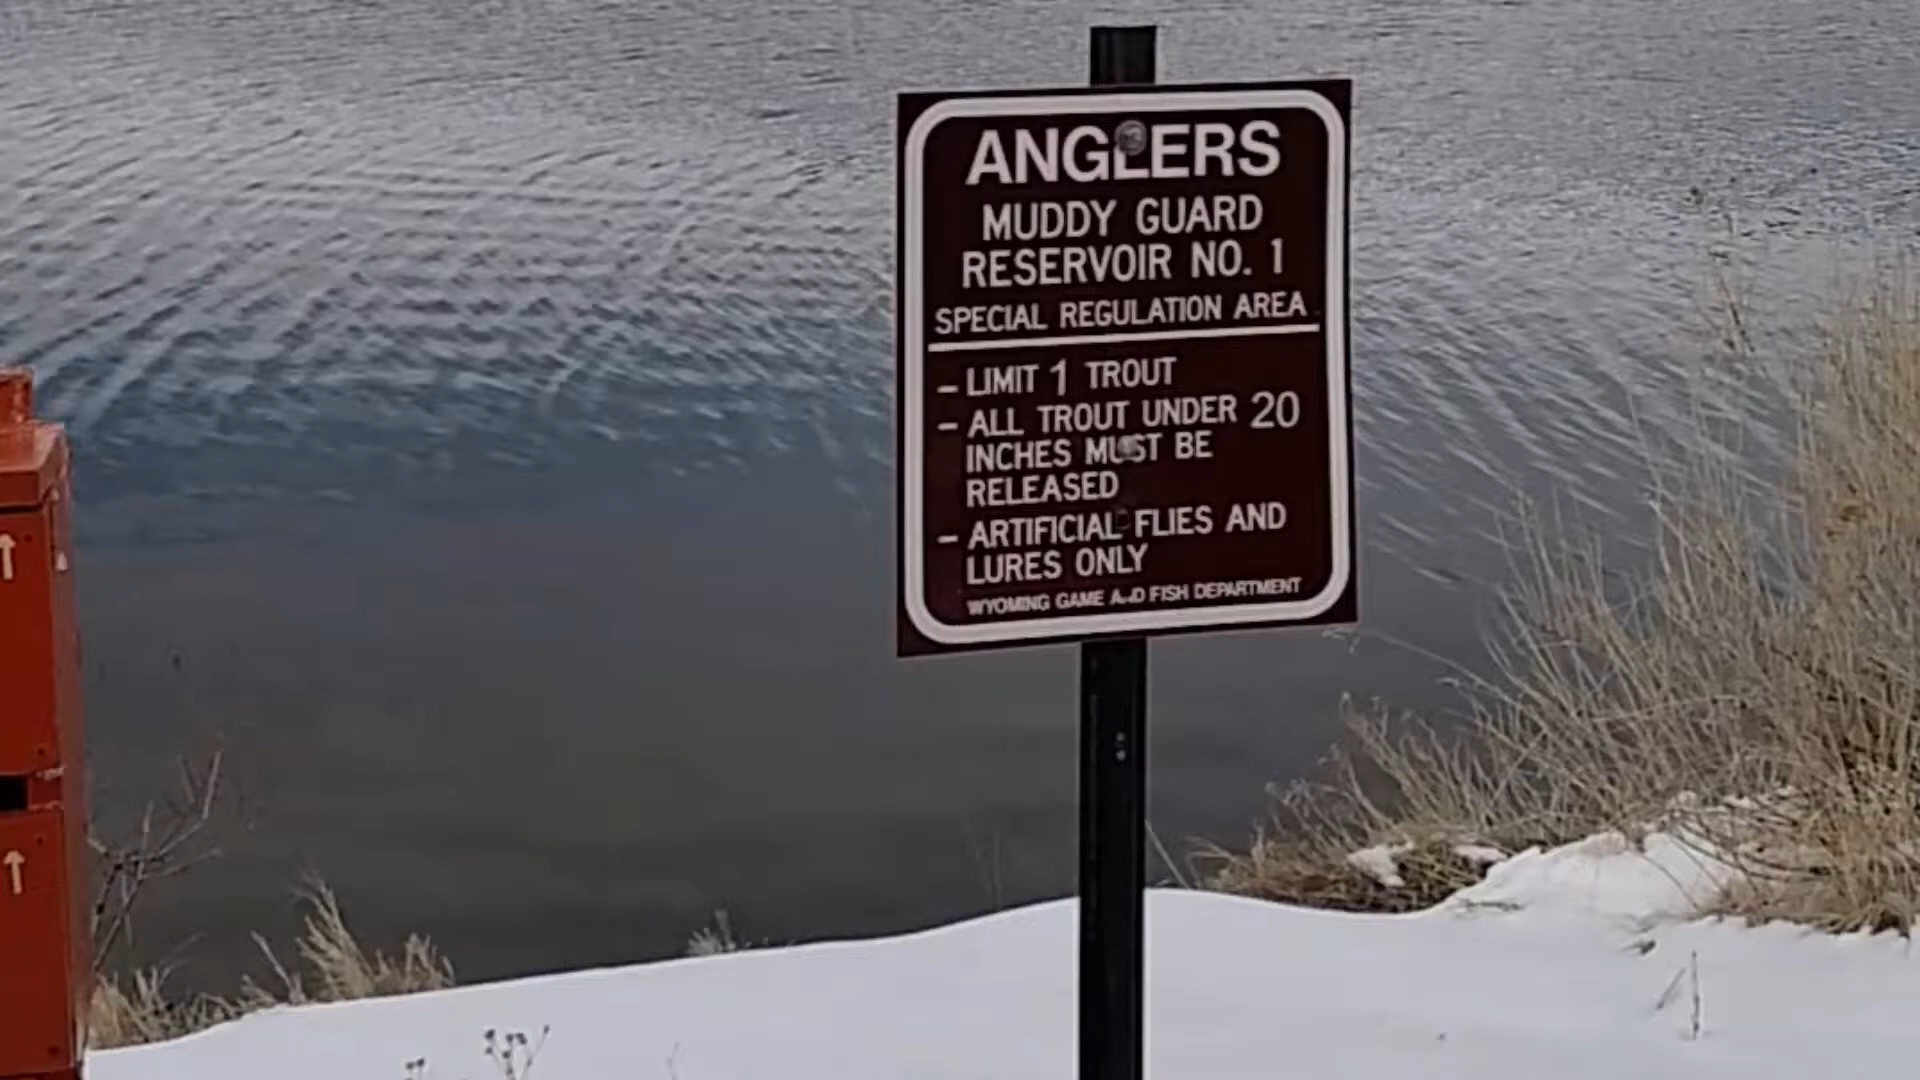 ANGLERS
MUDDY GUARD
RESERVOIR NO. 1
SPECIAL REGULATION AREA
- LIMIT 1 TROUT
- ALL TROUT UNDER 20
INCHES MUST BE
RELEASED
- ARTIFICIAL FLIES AND
LURES ONLY
WYOMING GAME AND FISH DEPARTMENT